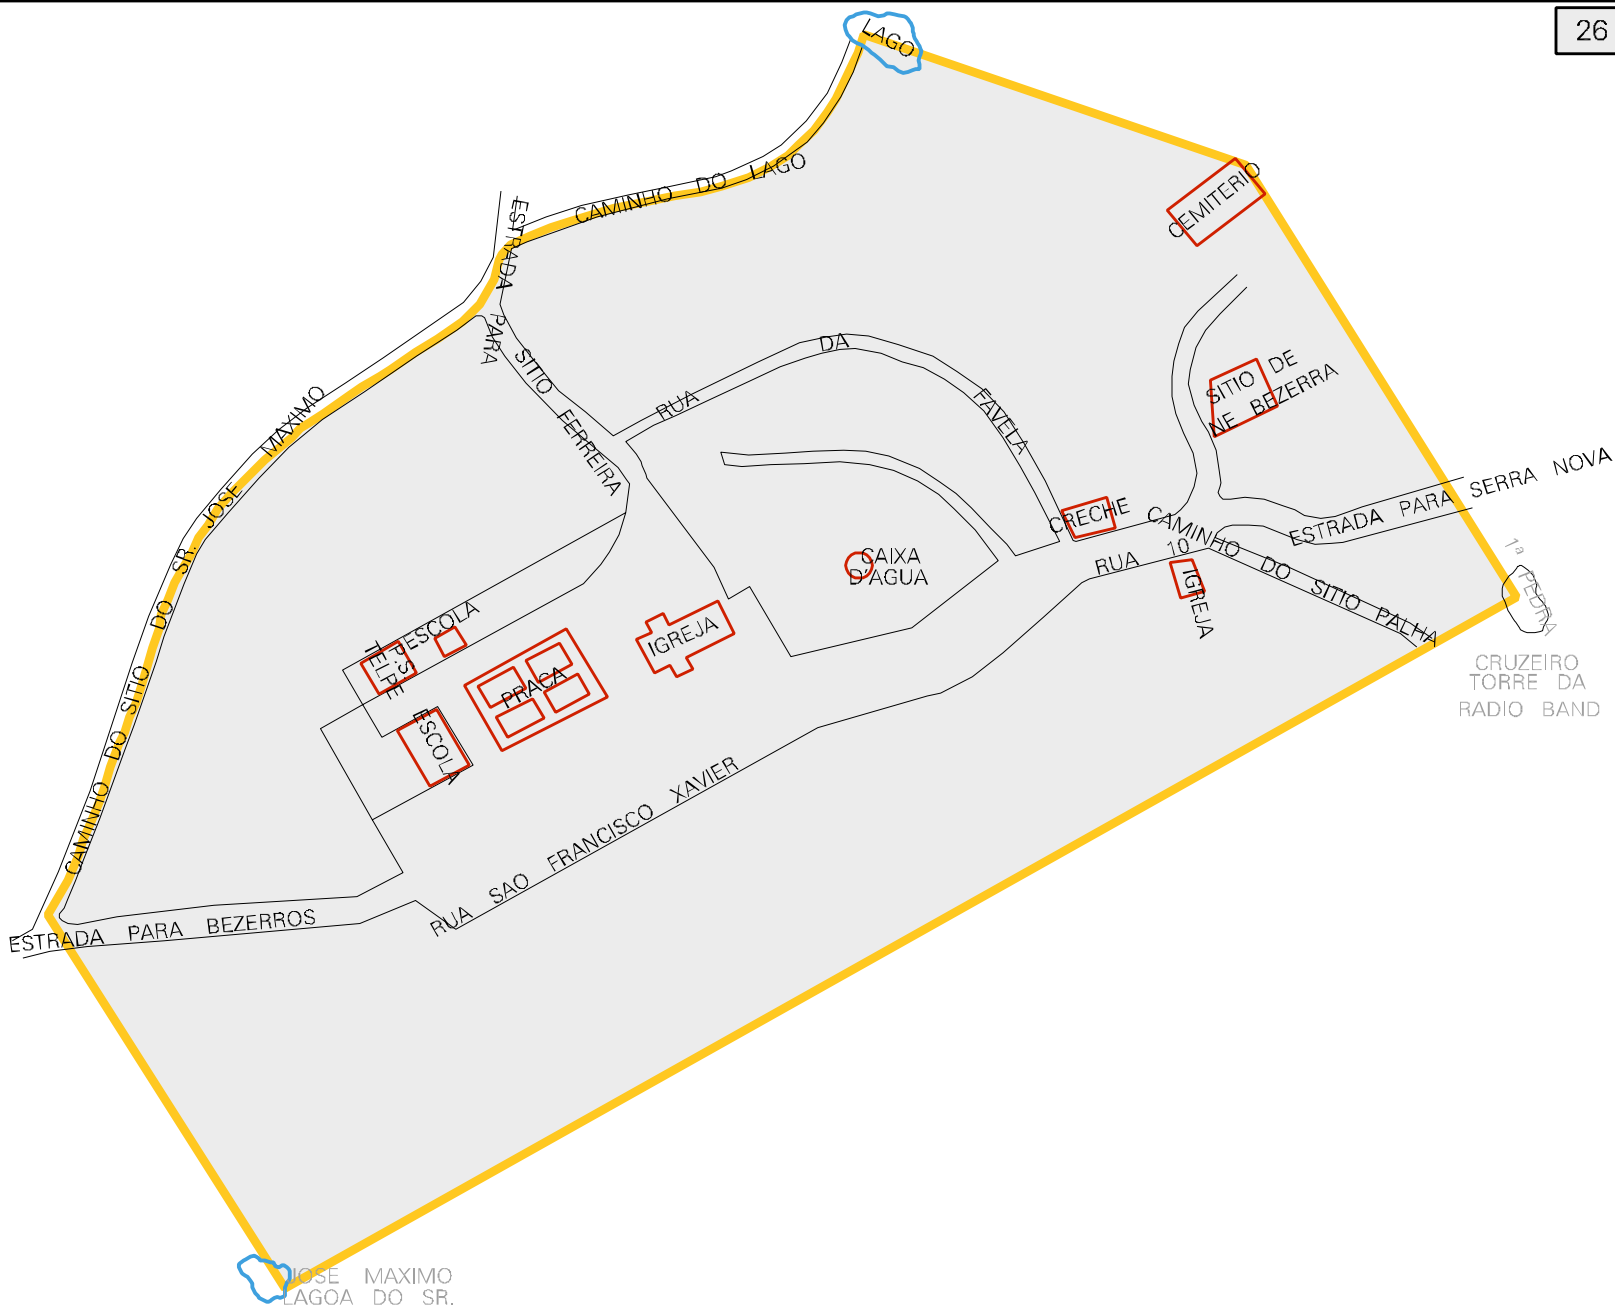 26
LAGO
CAMINHO DO LAGO
CEMITERIO
ESTRADA PARA SITIO FERREIRA
RUA DA FAVELA
SITIO DE
NE BEZERRA
CAMINHO DO SITIO DO SR. JOSE MAXIMO
ESTRADA PARA SERRA NOVA
CRECHE
CAMINHO DO SITIO PALHA
RUA 10
IGREJA
1ª PEDRA
CAIXA
D'AGUA
ESCOLA
P.S.
TELPE
IGREJA
PRACA
ESCOLA
CRUZEIRO
TORRE DA
RADIO BAND
RUA SAO FRANCISCO XAVIER
ESTRADA PARA BEZERROS
JOSE MAXIMO
LAGOA DO SR.